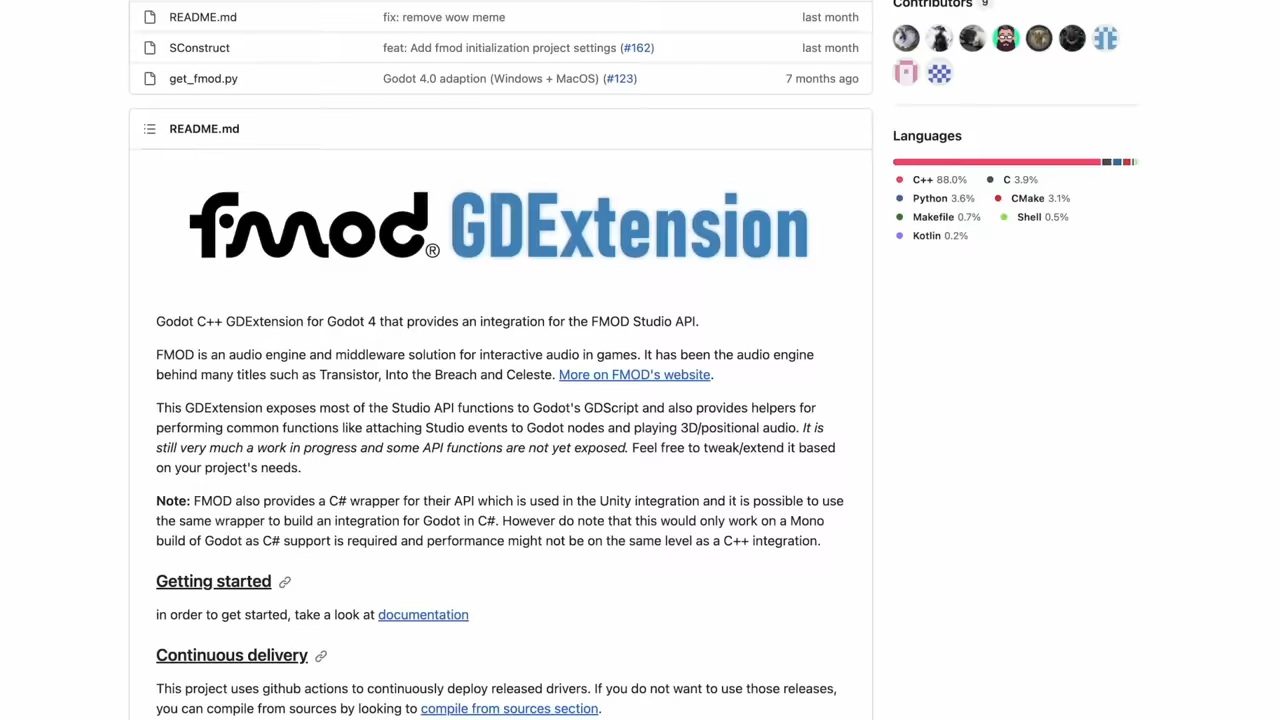 README.md fix: remove wow meme last month
SConstruct feat: Add fmod initialization project settings (#162) last month
get_fmod.py Godot 4.0 adaption (Windows + MacOS) (#123) 7 months ago
README.md
fmod® GDExtension
Godot C++ GDExtension for Godot 4 that provides an integration for the FMOD Studio API.
FMOD is an audio engine and middleware solution for interactive audio in games. It has been the audio engine
behind many titles such as Transistor, Into the Breach and Celeste. More on FMOD's website.
This GDExtension exposes most of the Studio API functions to Godot's GDScript and also provides helpers for
performing common functions like attaching Studio events to Godot nodes and playing 3D/positional audio. It is
still very much a work in progress and some API functions are not yet exposed. Feel free to tweak/extend it based
on your project's needs.
Note: FMOD also provides a C# wrapper for their API which is used in the Unity integration and it is possible to use
the same wrapper to build an integration for Godot in C#. However do note that this would only work on a Mono
build of Godot as C# support is required and performance might not be on the same level as a C++ integration.
Getting started
in order to get started, take a look at documentation
Continuous delivery
This project uses github actions to continuously deploy released drivers. If you do not want to use those releases,
you can compile from sources by looking to compile from sources section.
Contributors 9
Languages
C++ 88.0% C 3.9%
Python 3.6% CMake 3.1%
Makefile 0.7% Shell 0.5%
Kotlin 0.2%